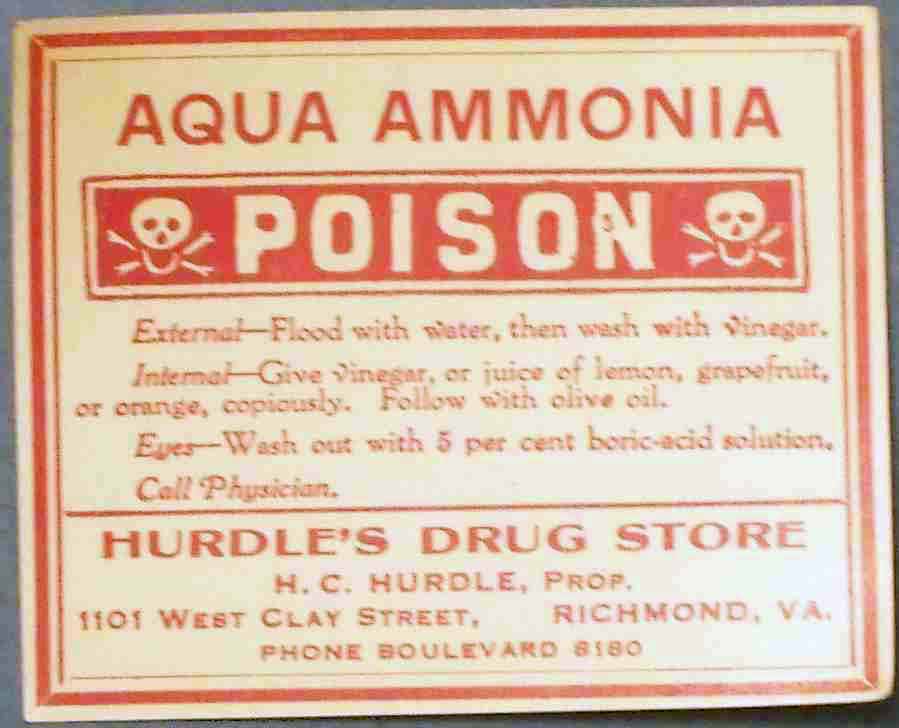 AQUA AMMONIA
POISON
External—Flood with water, then wash with vinegar.
Internal—Give vinegar, or juice of lemon, grapefruit,
or orange, copiously. Follow with olive oil.
Eyes—Wash out with 5 per cent boric-acid solution.
Call Physician.
HURDLE'S DRUG STORE
H. C. HURDLE, PROP.
1101 WEST CLAY STREET, RICHMOND, VA.
PHONE BOULEVARD 8180